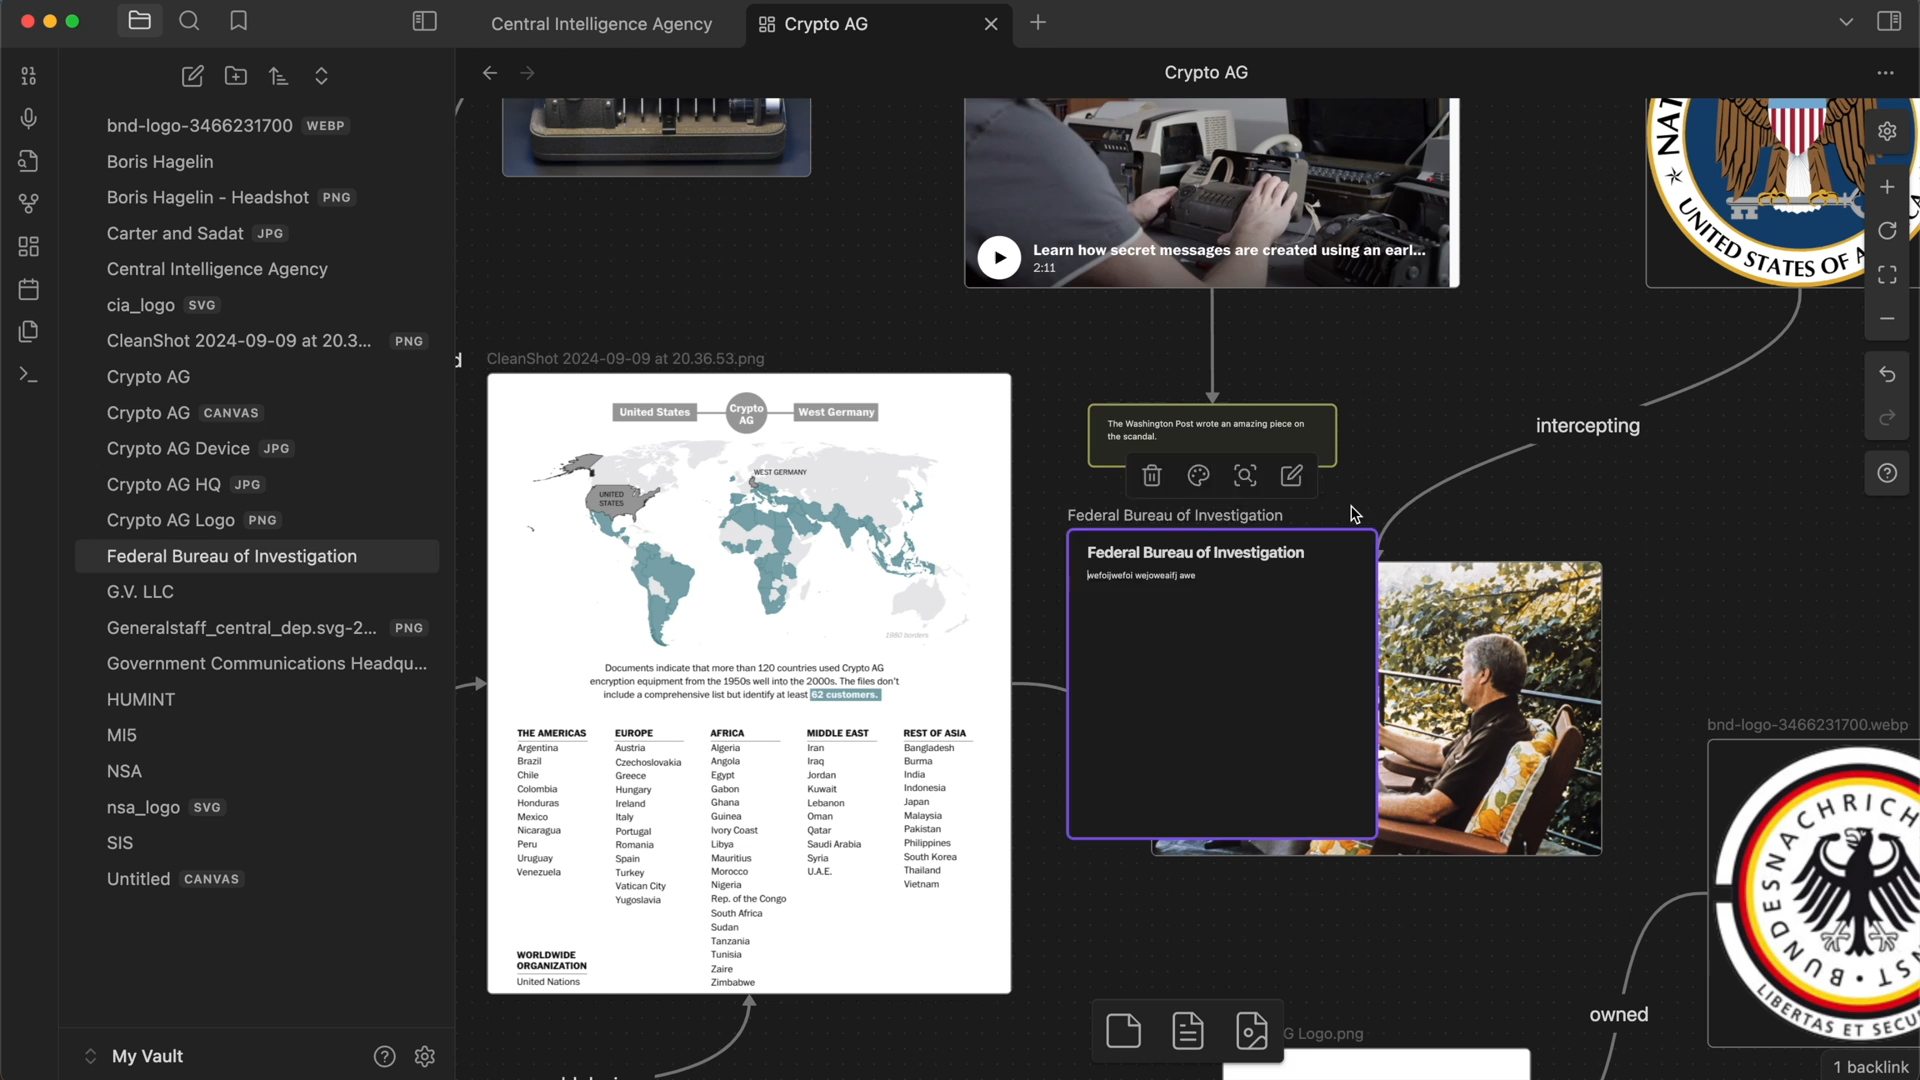 Central Intelligence Agency
Crypto AG
Crypto AG
bnd-logo-3466231700 WEBP
Boris Hagelin
Boris Hagelin - Headshot PNG
Carter and Sadat JPG
Central Intelligence Agency
cia_logo SVG
CleanShot 2024-09-09 at 20.3... PNG
Crypto AG
Crypto AG CANVAS
Crypto AG Device JPG
Crypto AG HQ JPG
Crypto AG Logo PNG
Federal Bureau of Investigation
G.V. LLC
Generalstaff_central_dep.svg-2... PNG
Government Communications Headqu...
HUMINT
MI5
NSA
nsa_logo SVG
SIS
Untitled CANVAS
My Vault
Learn how secret messages are created using an earl...
2:11
NAT
UNITED STATES OF A
d
CleanShot 2024-09-09 at 20.36.53.png
United States
Crypto
AG
West Germany
WEST GERMANY
UNITED
STATES
1980 borders
Documents indicate that more than 120 countries used Crypto AG
encryption equipment from the 1950s well into the 2000s. The files don't
include a comprehensive list but identify at least 62 customers.
THE AMERICAS
Argentina
Brazil
Chile
Colombia
Honduras
Mexico
Nicaragua
Peru
Uruguay
Venezuela
WORLDWIDE
ORGANIZATION
United Nations
EUROPE
Austria
Czechoslovakia
Greece
Hungary
Ireland
Italy
Portugal
Romania
Spain
Turkey
Vatican City
Yugoslavia
AFRICA
Algeria
Angola
Egypt
Gabon
Ghana
Guinea
Ivory Coast
Libya
Mauritius
Morocco
Nigeria
Rep. of the Congo
South Africa
Sudan
Tanzania
Tunisia
Zaire
Zimbabwe
MIDDLE EAST
Iran
Iraq
Jordan
Kuwait
Lebanon
Oman
Qatar
Saudi Arabia
Syria
U.A.E.
REST OF ASIA
Bangladesh
Burma
India
Indonesia
Japan
Malaysia
Pakistan
Philippines
South Korea
Thailand
Vietnam
The Washington Post wrote an amazing piece on
the scandal.
intercepting
Federal Bureau of Investigation
Federal Bureau of Investigation
wefoijwefoi wejoweaifj awe
bnd-logo-3466231700.webp
BUNDESNACHRICH
NST
LIBERTAS ET SECU
owned
G Logo.png
1 backlink